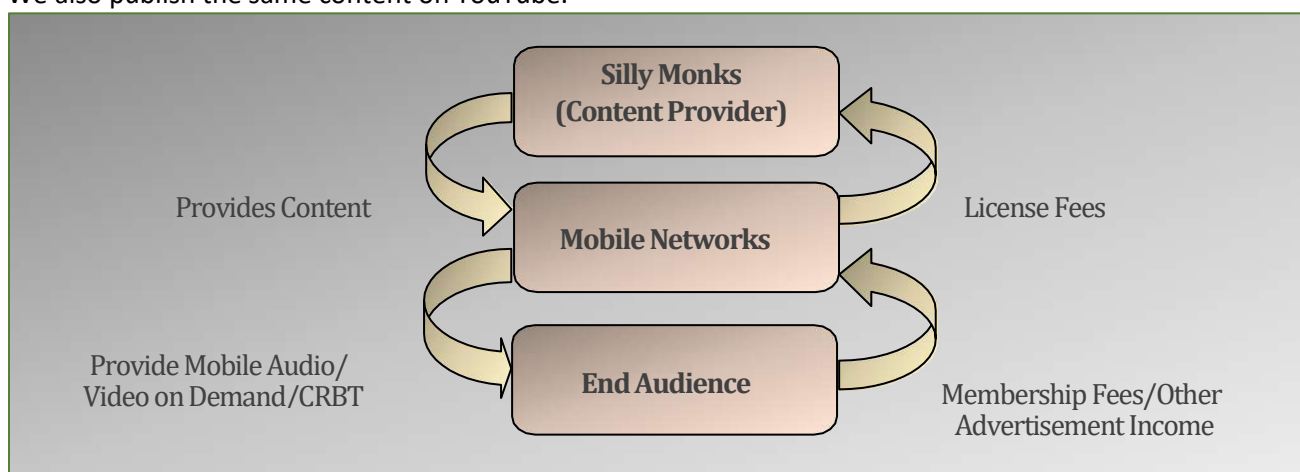 We also publish the same content on YouTube.
Silly Monks
(Content Provider)
Provides Content
License Fees
Mobile Networks
Provide Mobile Audio/
Video on Demand/CRBT
End Audience
Membership Fees/Other
Advertisement Income